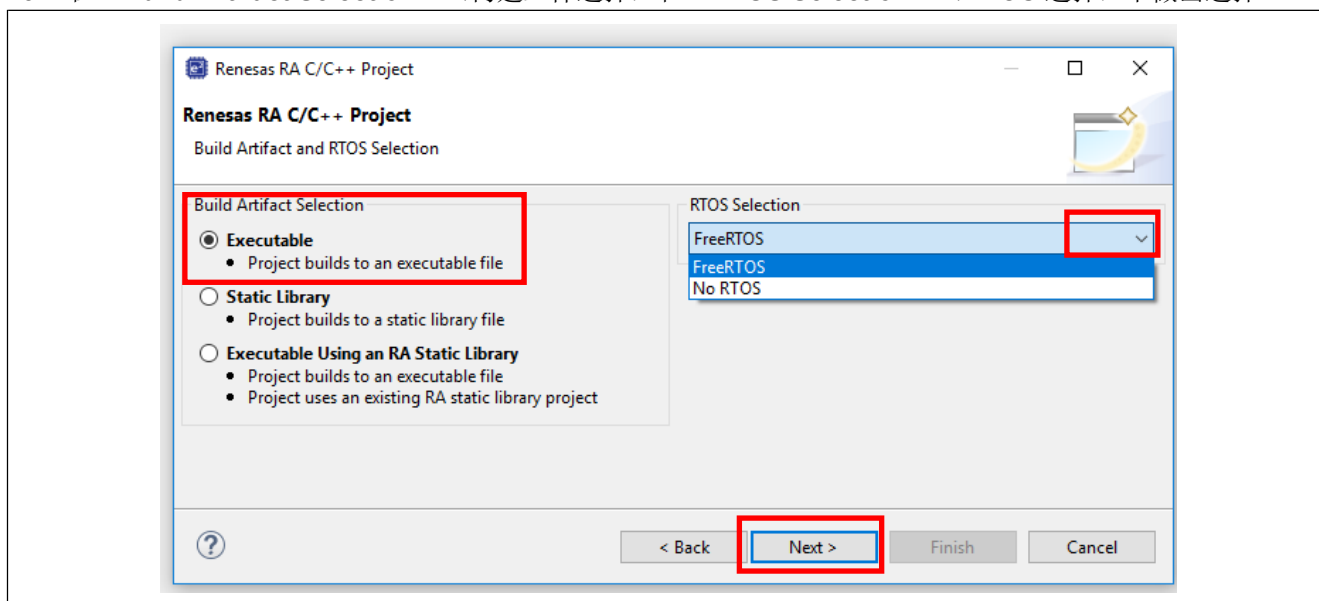 Renesas RA C/C++ Project
Renesas RA C/C++ Project
Build Artifact and RTOS Selection
Build Artifact Selection
Executable
• Project builds to an executable file
Static Library
• Project builds to a static library file
Executable Using an RA Static Library
• Project builds to an executable file
• Project uses an existing RA static library project
RTOS Selection
FreeRTOS
FreeRTOS
No RTOS
?
< Back
Next >
Finish
Cancel